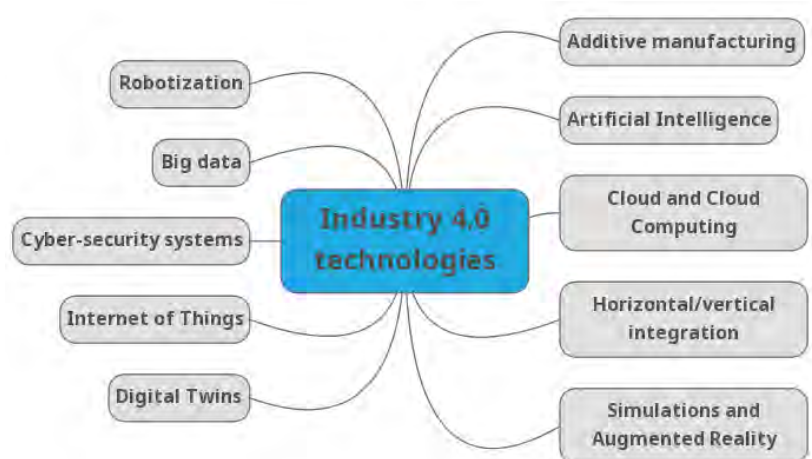 Additive manufacturing
Robotization
Artificial Intelligence
Big data
Cloud and Cloud
Computing
Industry 4.0
technologies
Cyber-security systems
Internet of Things
Horizontal/vertical
integration
Digital Twins
Simulations and
Augmented Reality